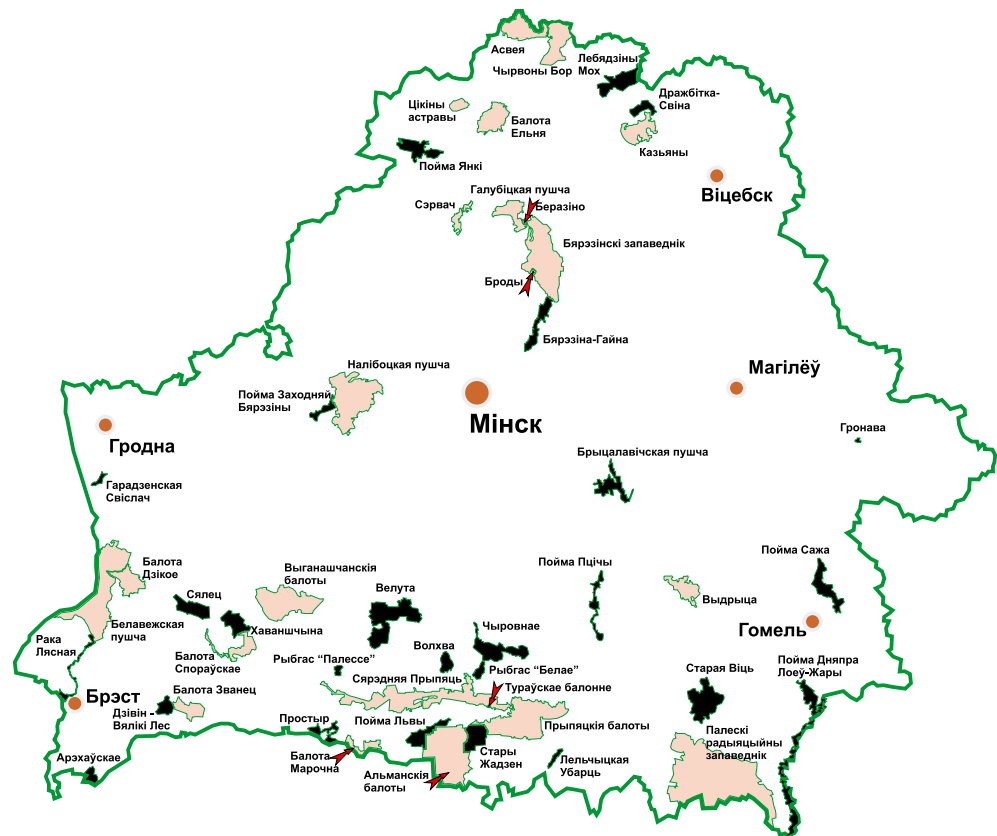 Асвея
Чырвоны Бор
Лебядзіны
Мох
Дражбітка-
Свіна
Цікіны
астравы
Балота
Ельня
Казьяны
Пойма Янкі
Віцебск
Галубіцкая пушча
Сэрвач
Беразіно
Бярэзінскі запаведнік
Броды
Бярэзіна-Гайна
Налібоцкая пушча
Пойма Заходняй
Бярэзіны
Мінск
Магілёў
Гродна
Гронава
Брыцалавічская пушча
Гарадзенская
Свіслач
Балота
Дзікое
Выганашчанскія
балоты
Пойма Пцічы
Пойма Сажа
Сялец
Велута
Выдрыца
Белавежская
пушча
Хаваншчына
Чыровнае
Гомель
Рака
Лясная
Балота
Спораўскае
Волхва
Рыбгас “Палессе”
Рыбгас “Белае”
Старая Віць
Пойма Дняпра
Лоеў-Жары
Сярэдняя Прыпяць
Тураўскае балонне
Брэст
Балота Званец
Дзівін -
Вялікі Лес
Простыр
Пойма Львы
Прыпяцкія балоты
Палескі
радыяцыйны
запаведнік
Арэхаўскае
Балота
Марочна
Стары
Жадзен
Лельчыцкая
Убарць
Альманскія
балоты